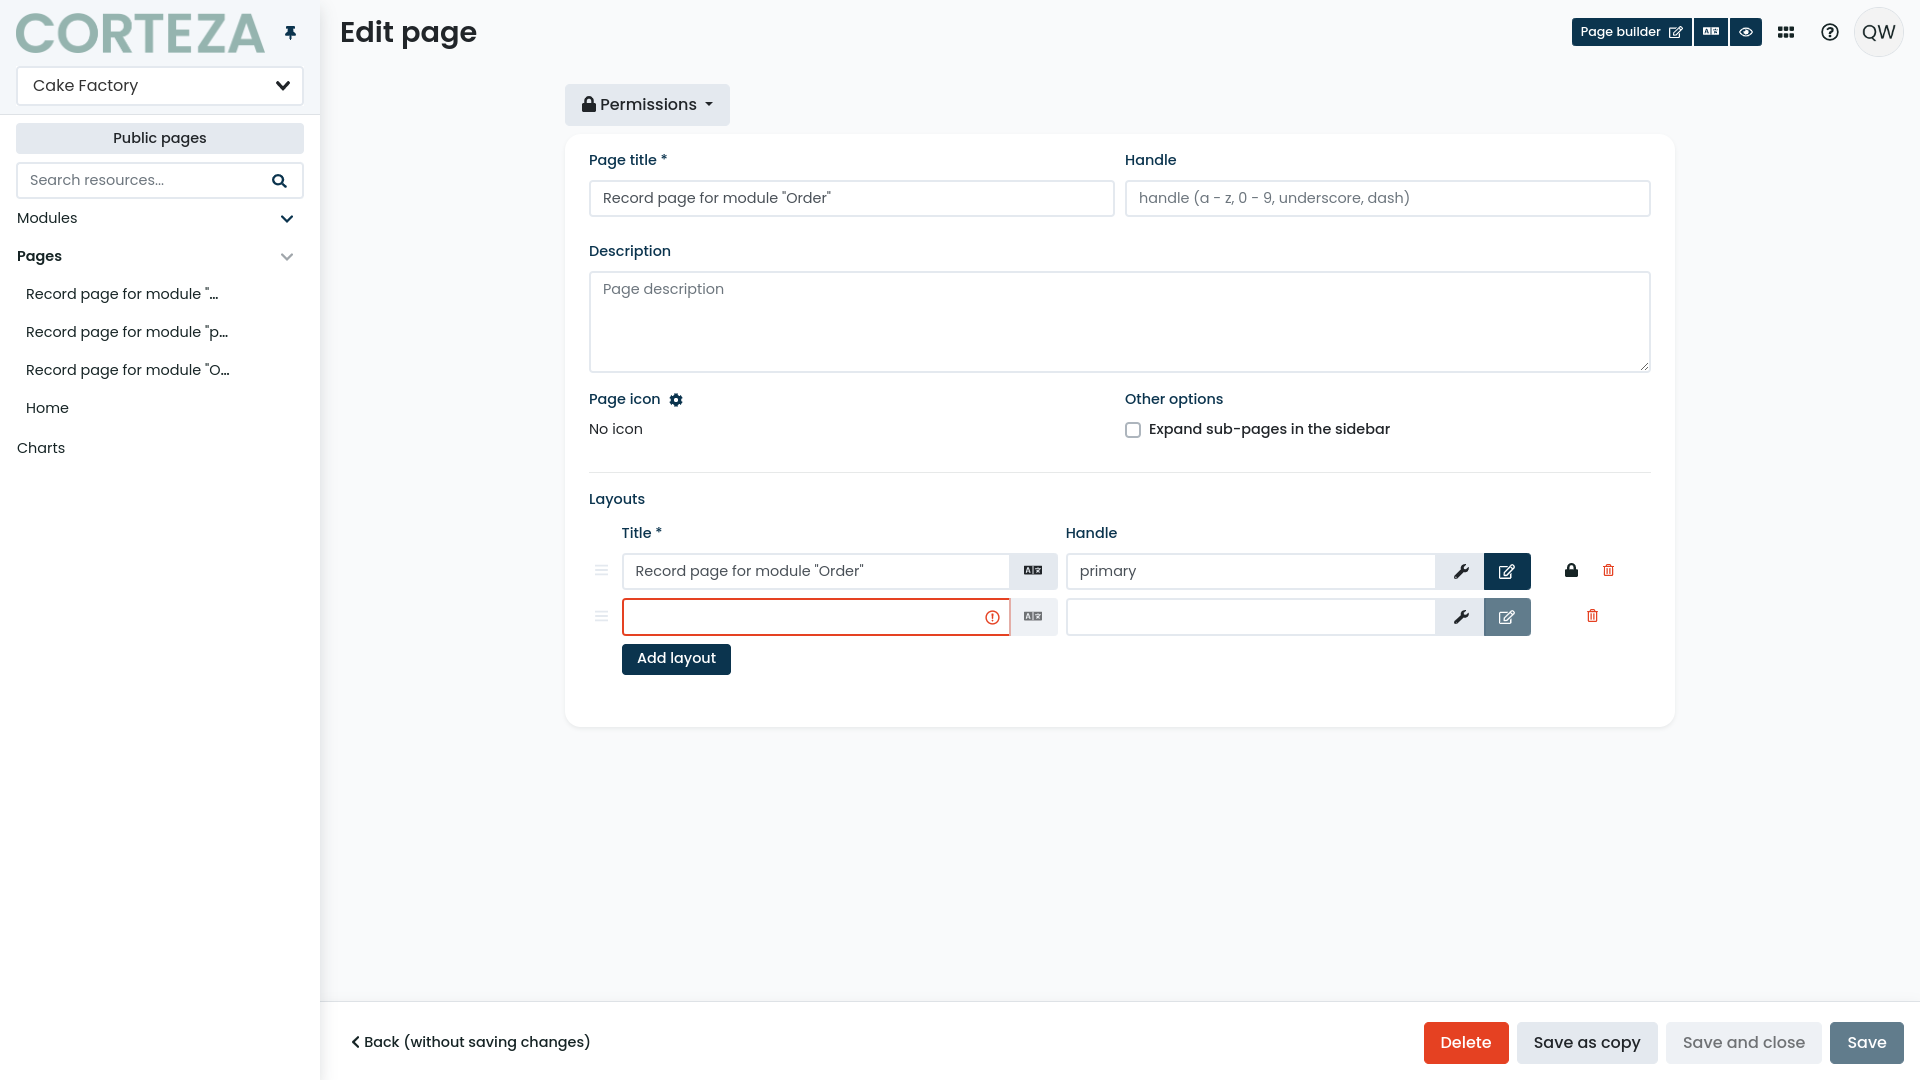 CORTEZA
Edit page
Page builder
QW
Cake Factory
Public pages
Search resources...
Modules
Pages
Record page for module "...
Record page for module "p...
Record page for module "O...
Home
Charts
Permissions
Page title *
Handle
Record page for module "Order"
handle (a - z, 0 - 9, underscore, dash)
Description
Page description
Page icon
Other options
No icon
Expand sub-pages in the sidebar
Layouts
Title *
Handle
Record page for module "Order"
primary
Add layout
Back (without saving changes)
Delete
Save as copy
Save and close
Save